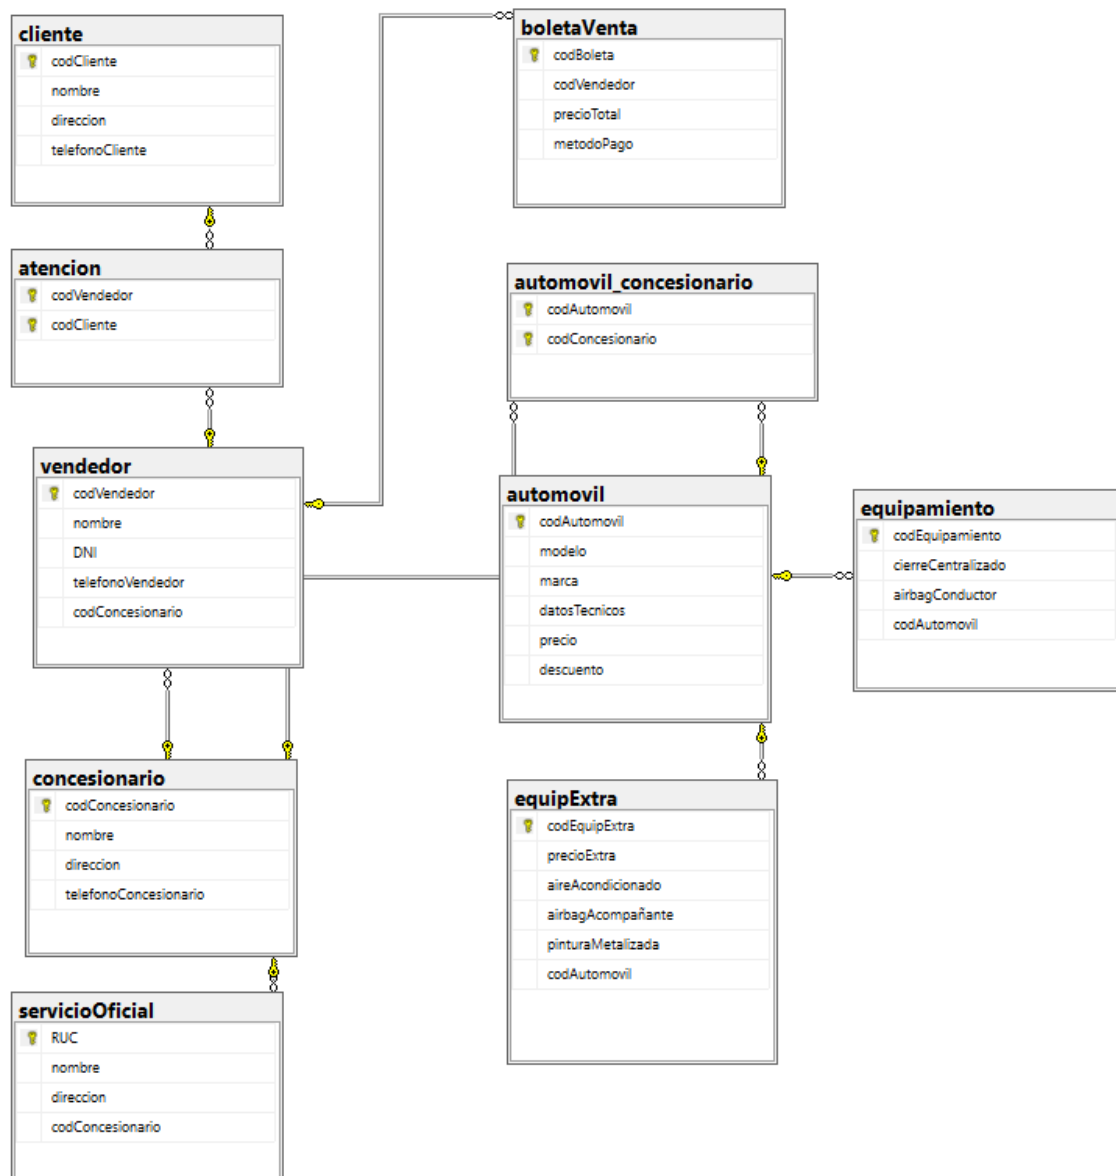 cliente
codCliente
nombre
direccion
telefonoCliente
boletaVenta
codBoleta
codVendedor
precioTotal
metodoPago
atencion
codVendedor
codCliente
automovil_concesionario
codAutomovil
codConcesionario
vendedor
codVendedor
nombre
DNI
telefonoVendedor
codConcesionario
automovil
codAutomovil
modelo
marca
datosTecnicos
precio
descuento
equipamiento
codEquipamiento
cierreCentralizado
airbagConductor
codAutomovil
concesionario
codConcesionario
nombre
direccion
telefonoConcesionario
equipExtra
codEquipExtra
precioExtra
aireAcondicionado
airbagAcompañante
pinturaMetalizada
codAutomovil
servicioOficial
RUC
nombre
direccion
codConcesionario